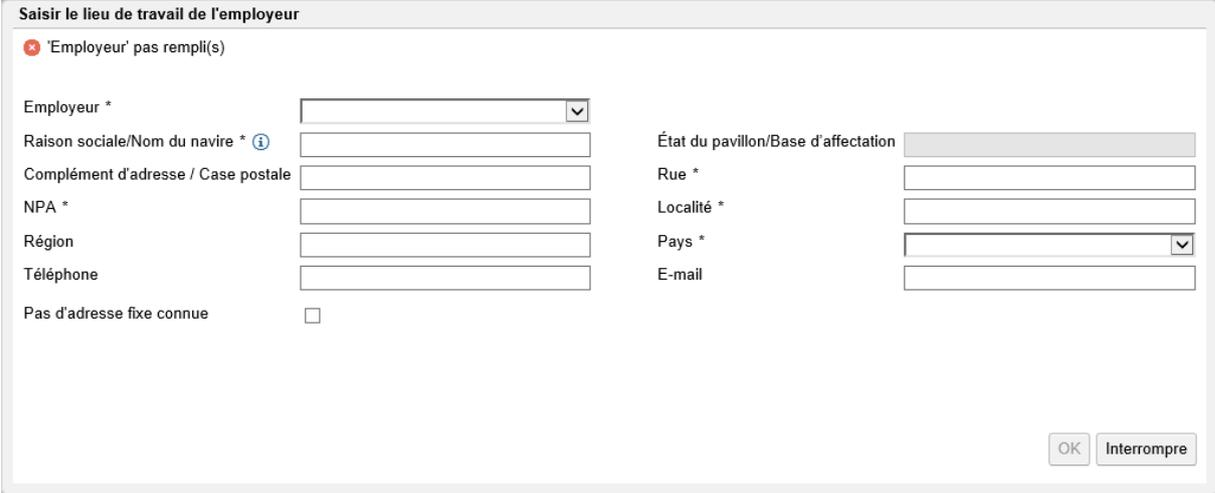 Saisir le lieu de travail de l'employeur
'Employeur' pas rempli(s)
Employeur *
Raison sociale/Nom du navire * État du pavillon/Base d'affectation
Complément d'adresse / Case postale Rue *
NPA * Localité *
Région Pays *
Téléphone E-mail
Pas d'adresse fixe connue
OK Interrompre